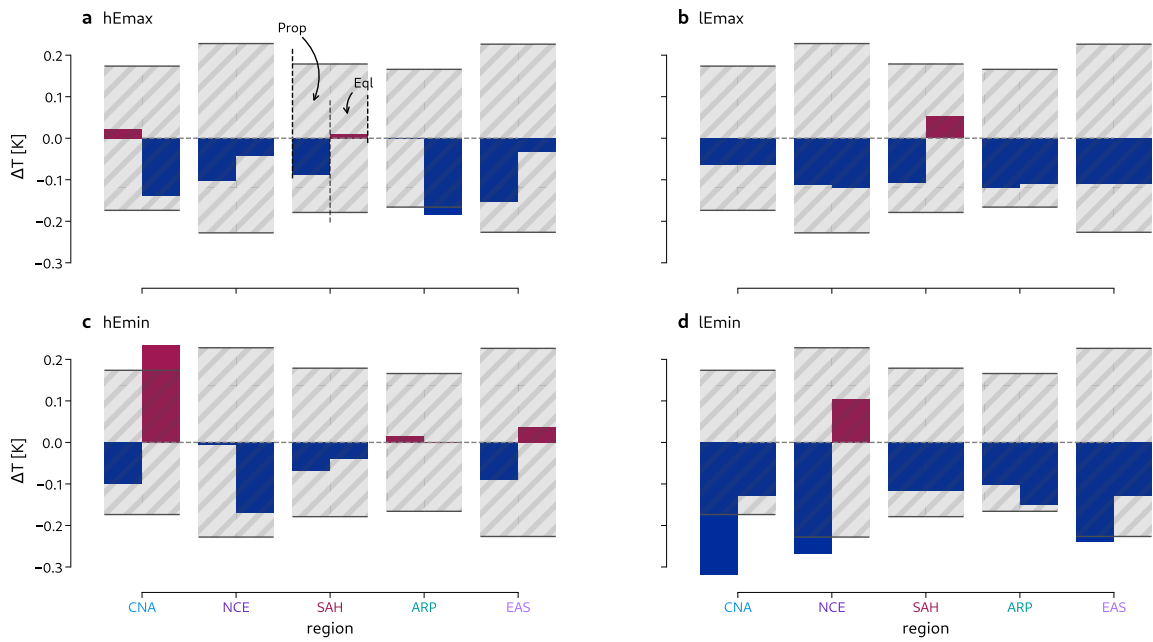 a hEmax
b lEmax
Prop
Eql
ΔT [K]
0.2
0.1
0.0
−0.1
−0.2
−0.3
c hEmin
d lEmin
ΔT [K]
0.2
0.1
0.0
−0.1
−0.2
−0.3
CNA NCE SAH ARP EAS
CNA NCE SAH ARP EAS
region
region